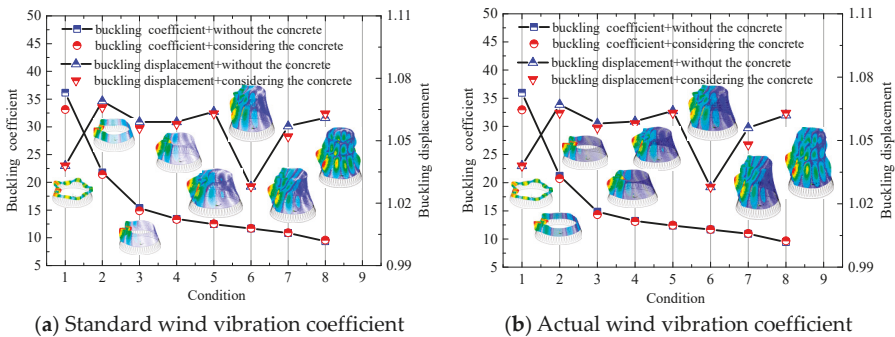 50
45
40
35
30
25
20
15
10
5
Buckling coefficient
buckling coefficient+without the concrete
buckling coefficient+considering the concrete
buckling displacement+without the concrete
buckling displacement+considering the concrete
1.11
1.08
1.05
1.02
0.99
Buckling displacement
1 2 3 4 5 6 7 8 9
Condition
(a) Standard wind vibration coefficient
50
45
40
35
30
25
20
15
10
5
Buckling coefficient
buckling coefficient+without the concrete
buckling coefficient+considering the concrete
buckling displacement+without the concrete
buckling displacement+considering the concrete
1.11
1.08
1.05
1.02
0.99
Buckling displacement
1 2 3 4 5 6 7 8 9
Condition
(b) Actual wind vibration coefficient